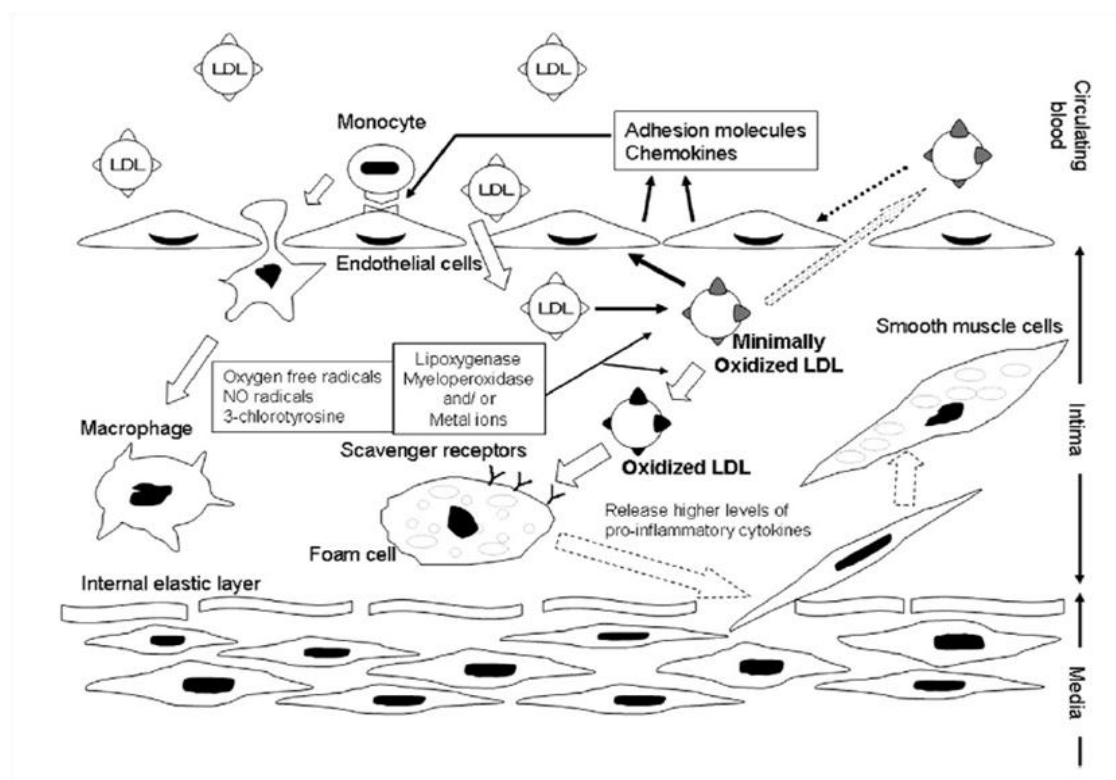 LDL
LDL
Circulating
blood
Monocyte
Adhesion molecules
Chemokines
LDL
LDL
Endothelial cells
LDL
Smooth muscle cells
Minimally
Oxidized LDL
Oxygen free radicals
NO radicals
3-chlorotyrosine
Lipoxygenase
Myeloperoxidase
and/ or
Metal ions
Intima
Macrophage
Scavenger receptors
Oxidized LDL
Release higher levels of
pro-inflammatory cytokines
Foam cell
Internal elastic layer
Media